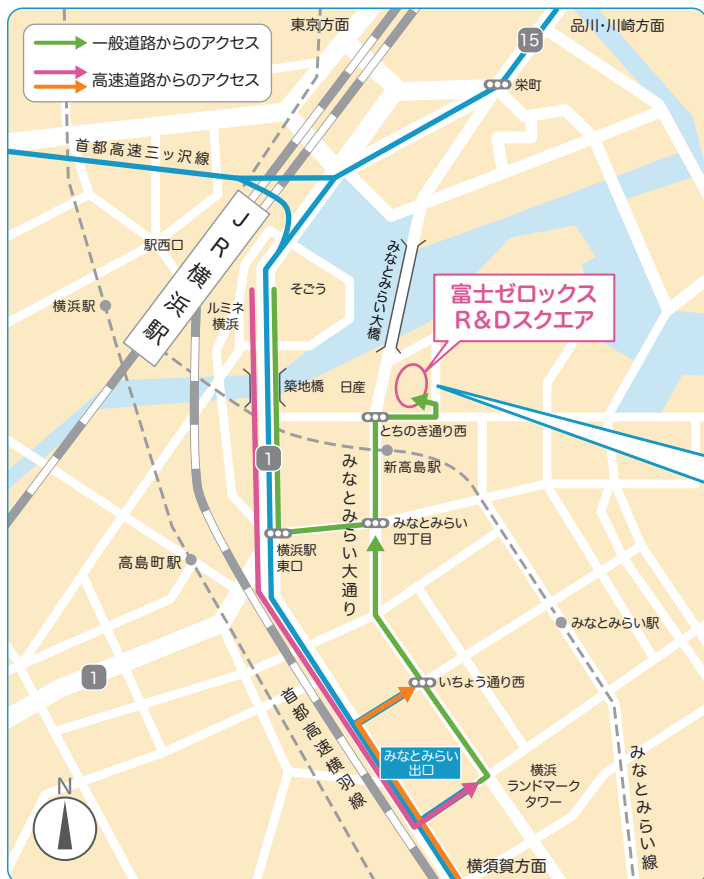 東京方面
品川・川崎方面
一般道路からのアクセス
高速道路からのアクセス
15
栄町
首都高速三ッ沢線
駅西口
JR横浜駅
横浜駅
そごう
ルミネ
横浜
みなとみらい大橋
富士ゼロックス
R&Dスクエア
築地橋
日産
とちのき通り西
1
新高島駅
みなとみらい大通り
みなとみらい
四丁目
横浜駅
東口
高島町駅
みなとみらい駅
1
いちょう通り西
首都高速横羽線
みなとみらい
出口
横浜
ランドマーク
タワー
みなとみらい線
N
横須賀方面